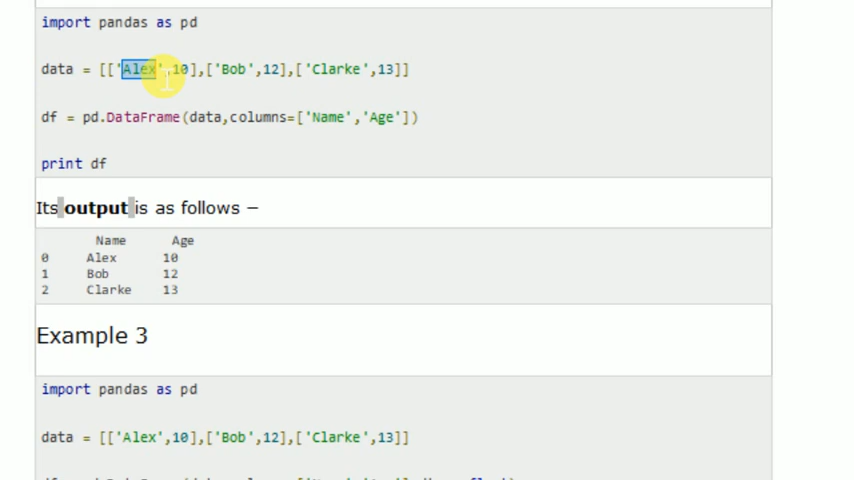 import pandas as pd
data = [['Alex',10],['Bob',12],['Clarke',13]]
df = pd.DataFrame(data,columns=['Name','Age'])
print df
Its output is as follows −
Name Age
0 Alex 10
1 Bob 12
2 Clarke 13
Example 3
import pandas as pd
data = [['Alex',10],['Bob',12],['Clarke',13]]